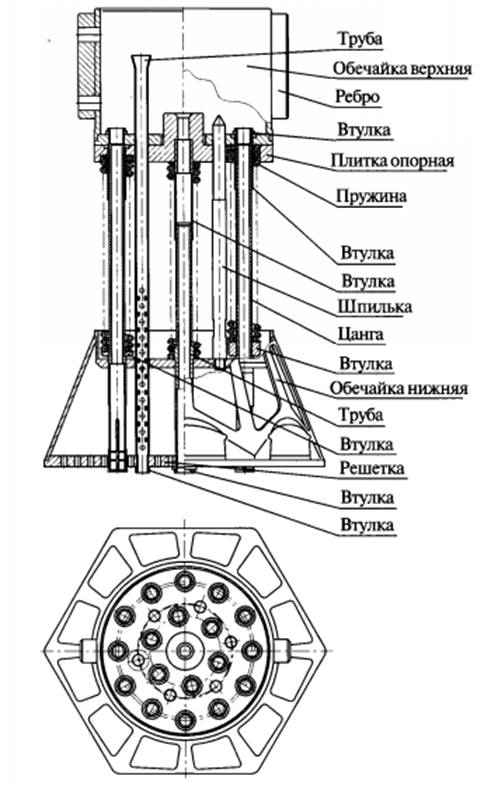 Труба
Обечайка верхняя
Ребро
Втулка
Плитка опорная
Пружина
Втулка
Втулка
Шпилька
Цанга
Втулка
Обечайка нижняя
Труба
Втулка
Решетка
Втулка
Втулка